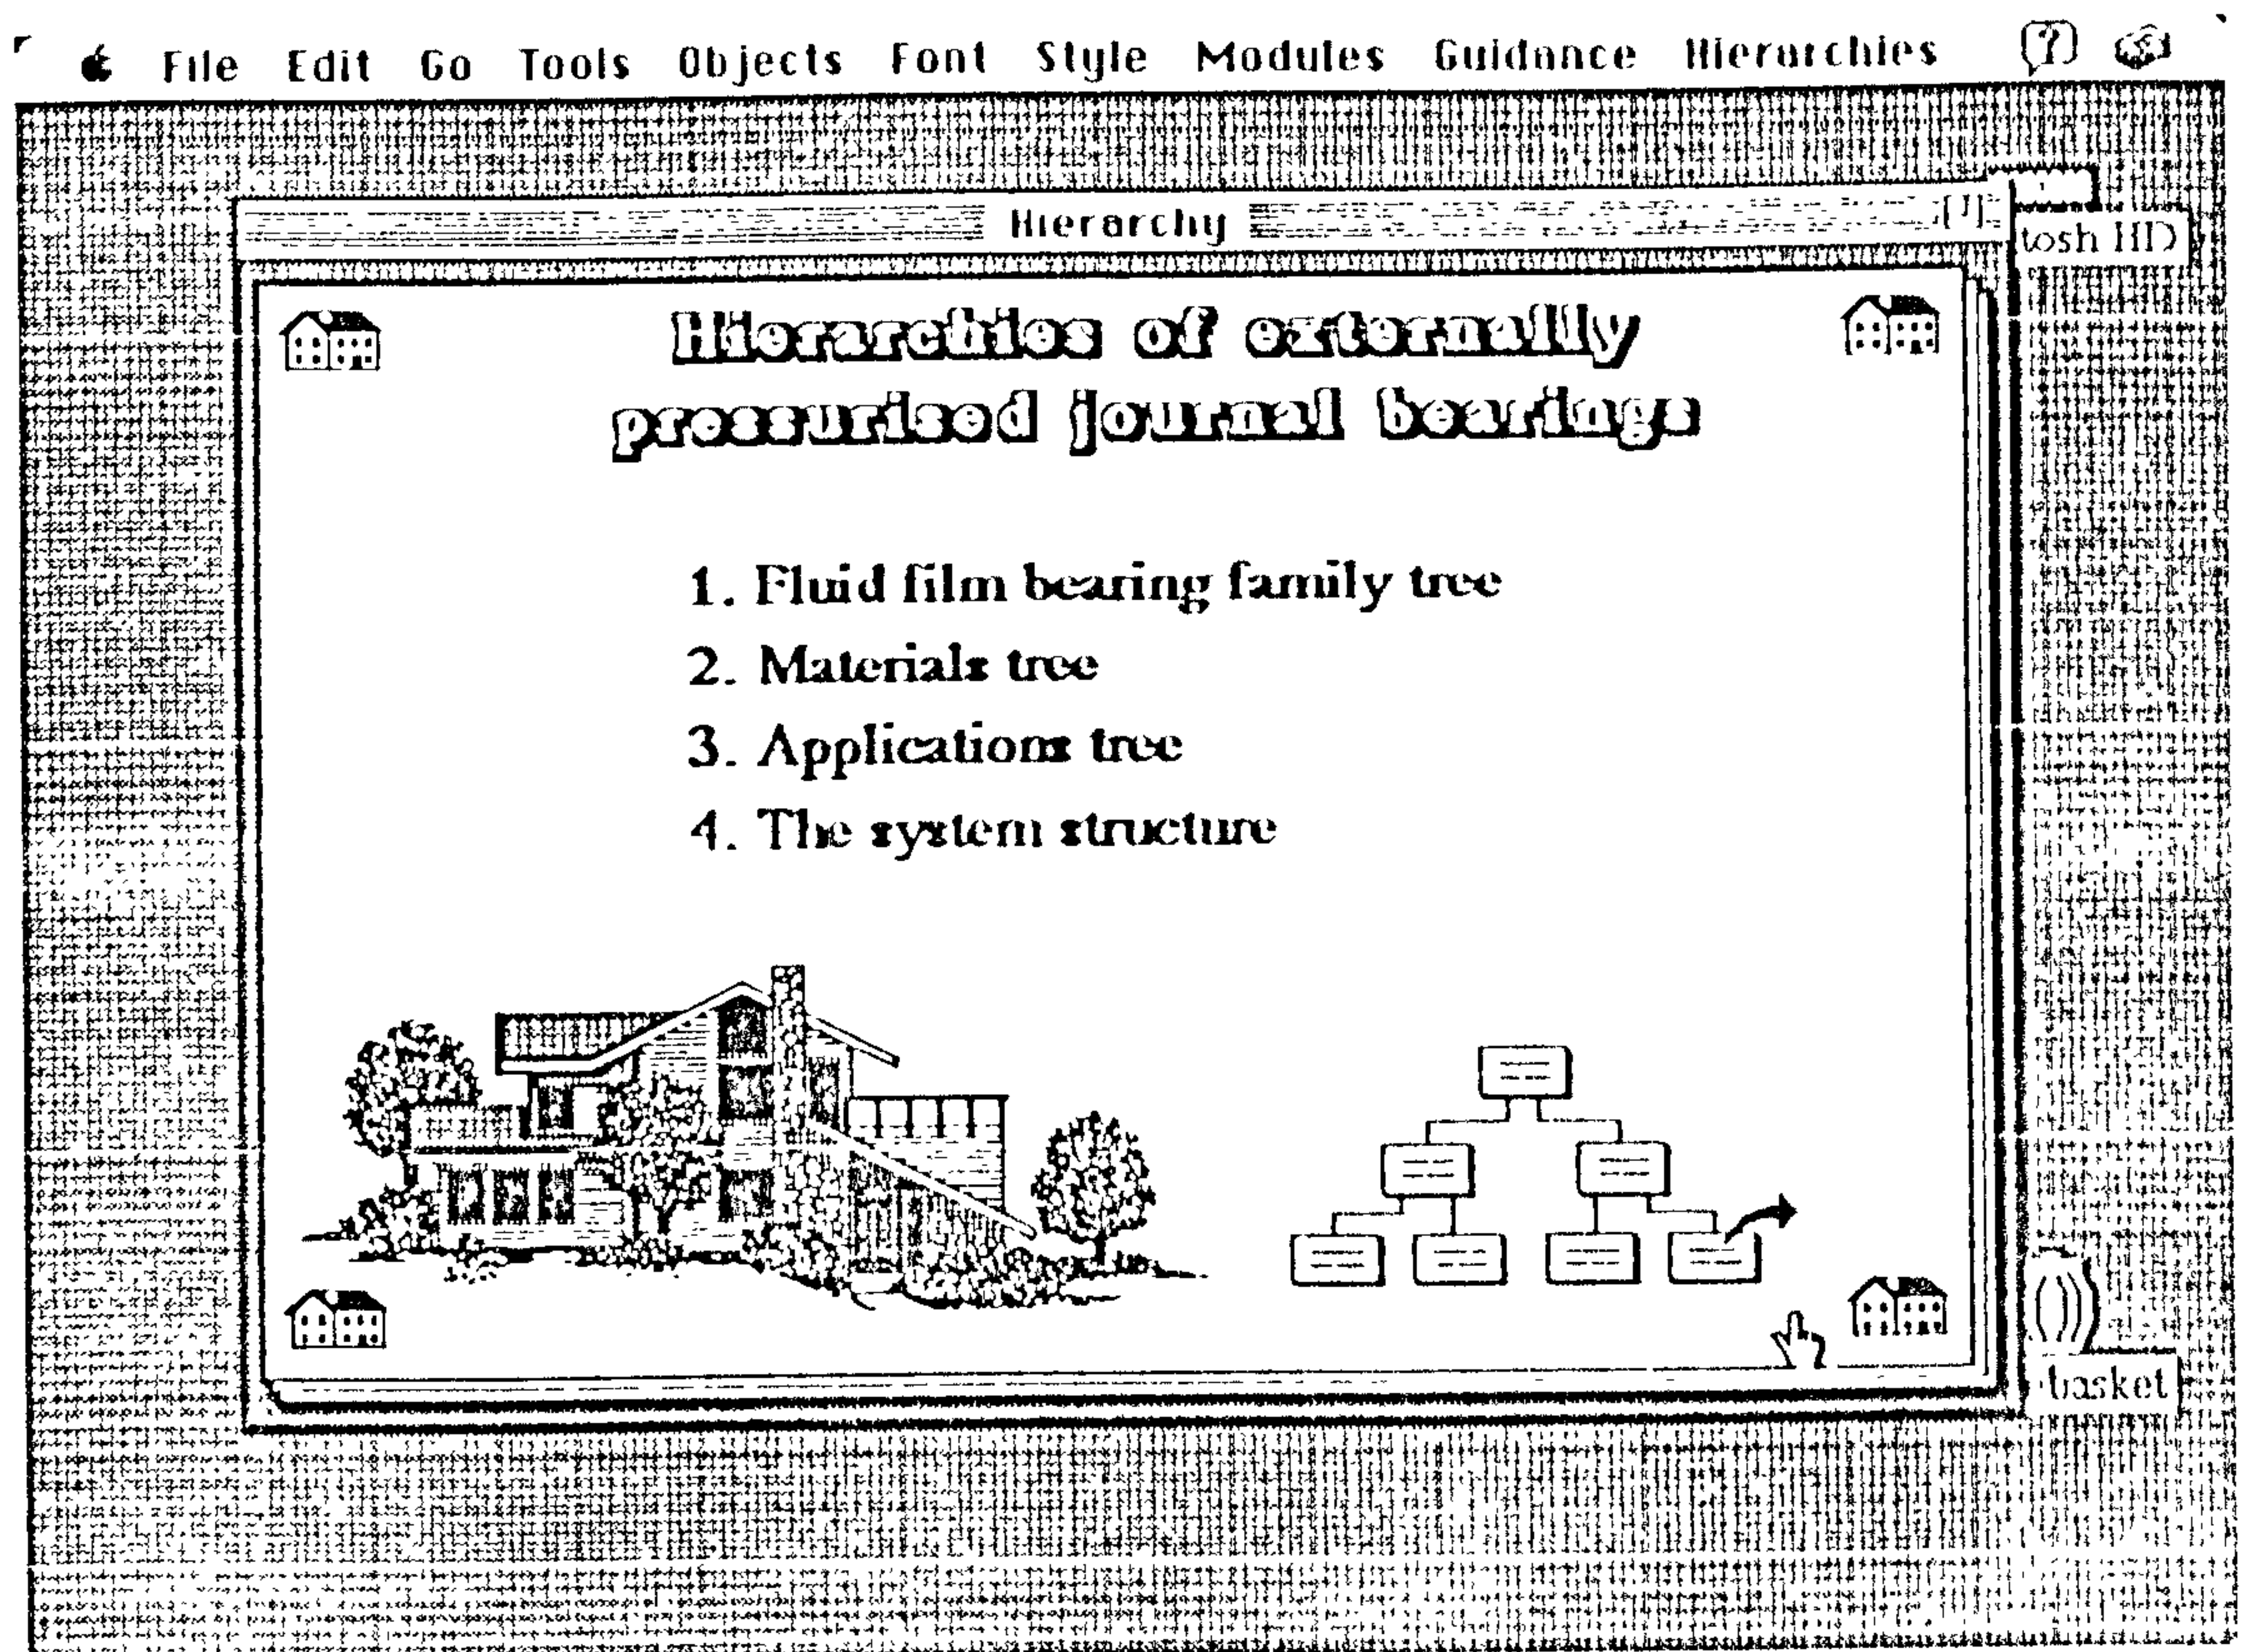 File Edit Go Tools Objects Font Style Modules Guidance Hierarchies ?
Hierarchy
tosh HD
Hierarchies of externally
pressurised journal bearings
1. Fluid film bearing family tree
2. Materials tree
3. Applications tree
4. The system structure
basket